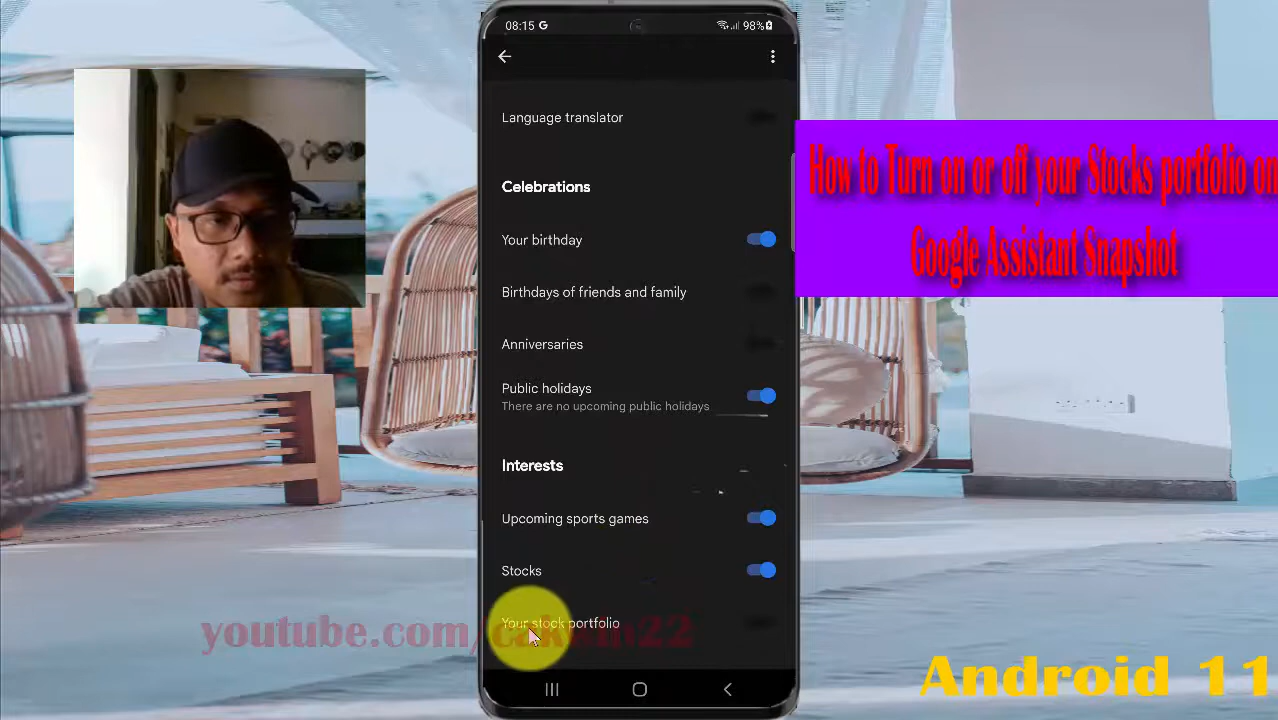 08:15 G
98%
Language translator
Celebrations
Your birthday
Birthdays of friends and family
Anniversaries
Public holidays
There are no upcoming public holidays
Interests
Upcoming sports games
Stocks
Your stock portfolio
How to Turn on or off your Stocks portfolio on
Google Assistant Snapshot
youtube.com/cakwin22
Android 11